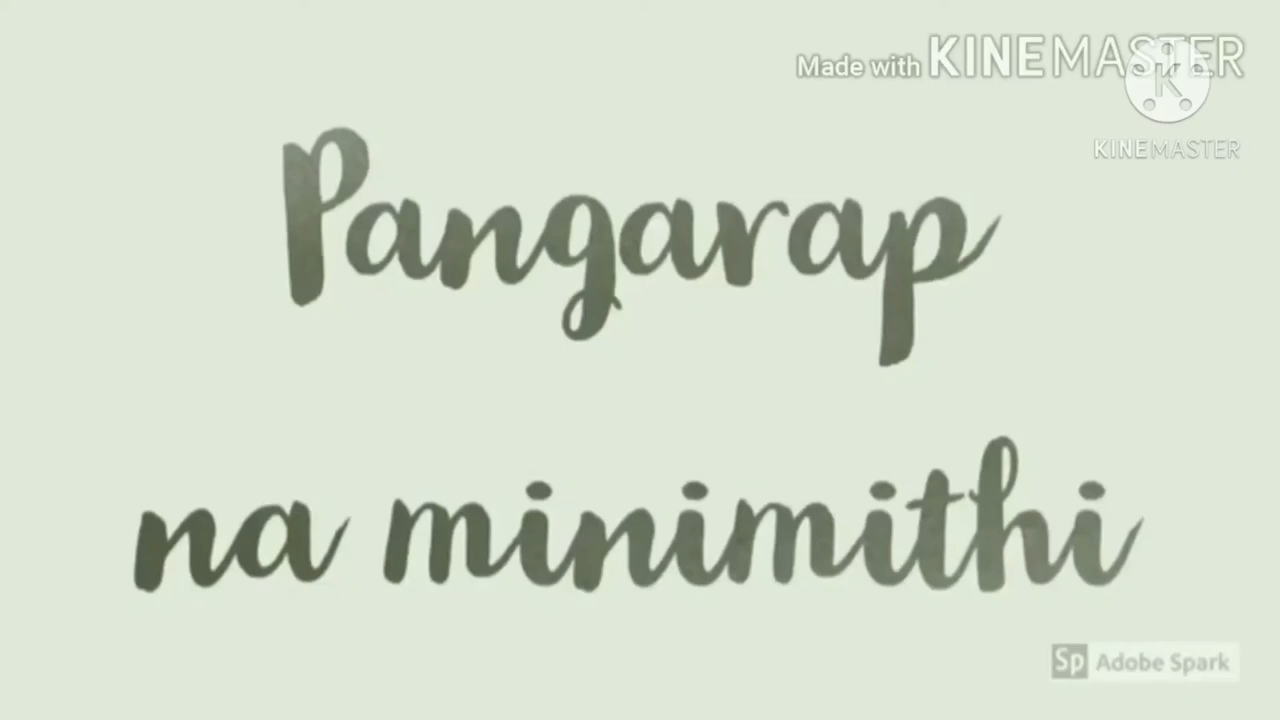 Made with KINEMASTER
K
KINEMASTER
Pangarap
na minimithi
Sp Adobe Spark